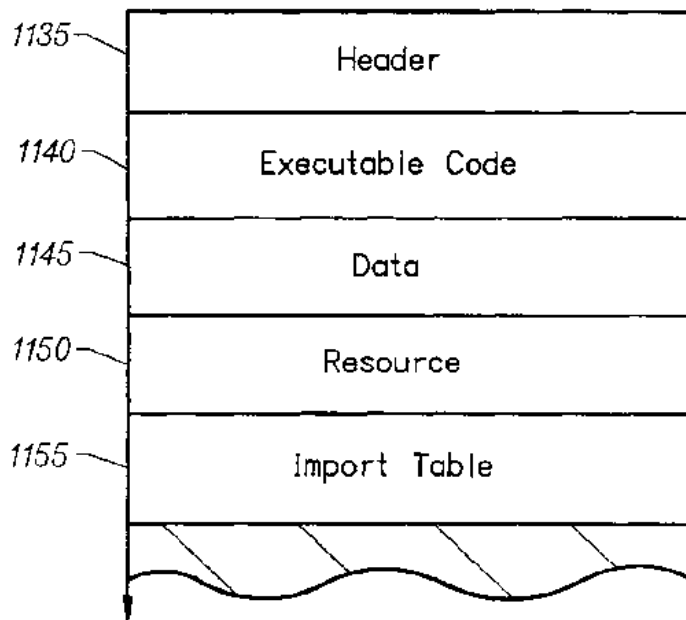 1135 Header
1140 Executable Code
1145 Data
1150 Resource
1155 Import Table